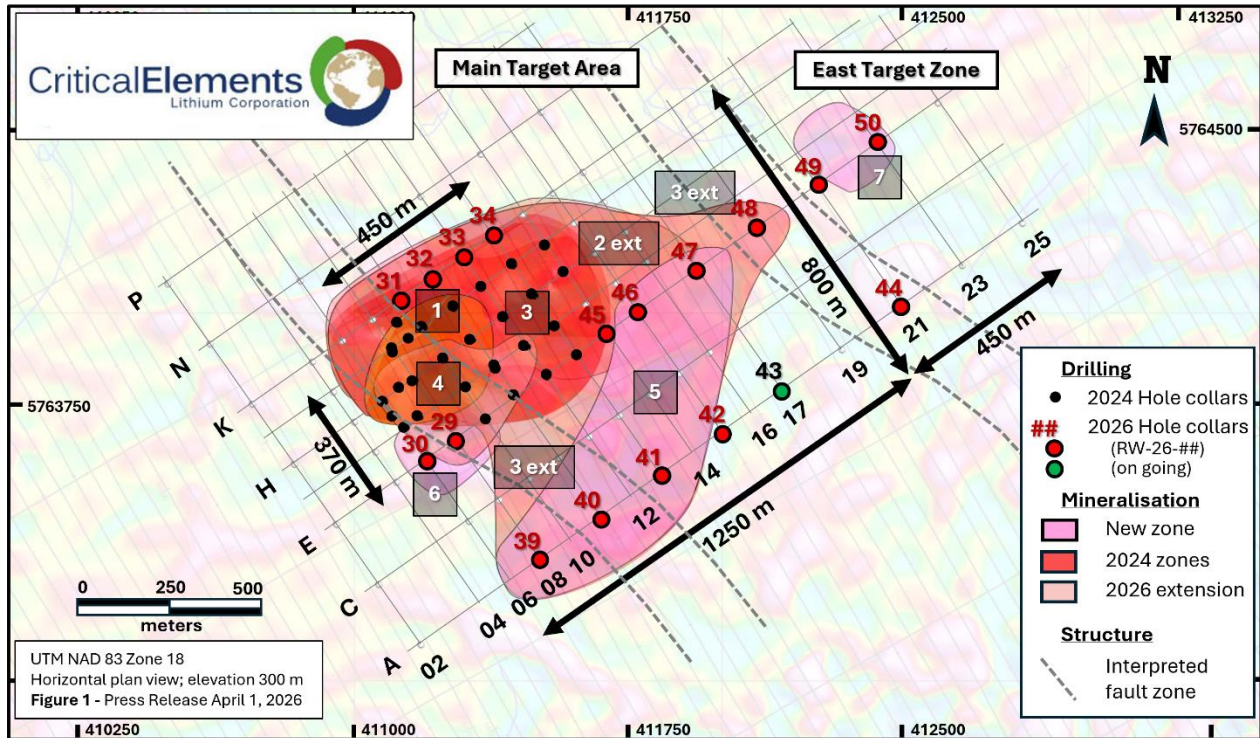 410250
411000
411750
412500
413250
CriticalElements
Lithium Corporation
Main Target Area
East Target Zone
N
5764500
50
49
7
3 ext
48
2 ext
47
450 m
34
33
32
31
46
45
800 m
44
25
23
21
450 m
P
N
K
H
E
C
A
1
3
4
5
5763750
43
19
17
16
42
14
29
30
370 m
6
3 ext
41
40
12
1250 m
39
10
08
06
04
02
Drilling
2024 Hole collars
## 2026 Hole collars
(RW-26-##)
(on going)
Mineralisation
New zone
2024 zones
2026 extension
Structure
Interpreted
fault zone
0 250 500
meters
UTM NAD 83 Zone 18
Horizontal plan view; elevation 300 m
Figure 1 - Press Release April 1, 2026
410250
411000
411750
412500